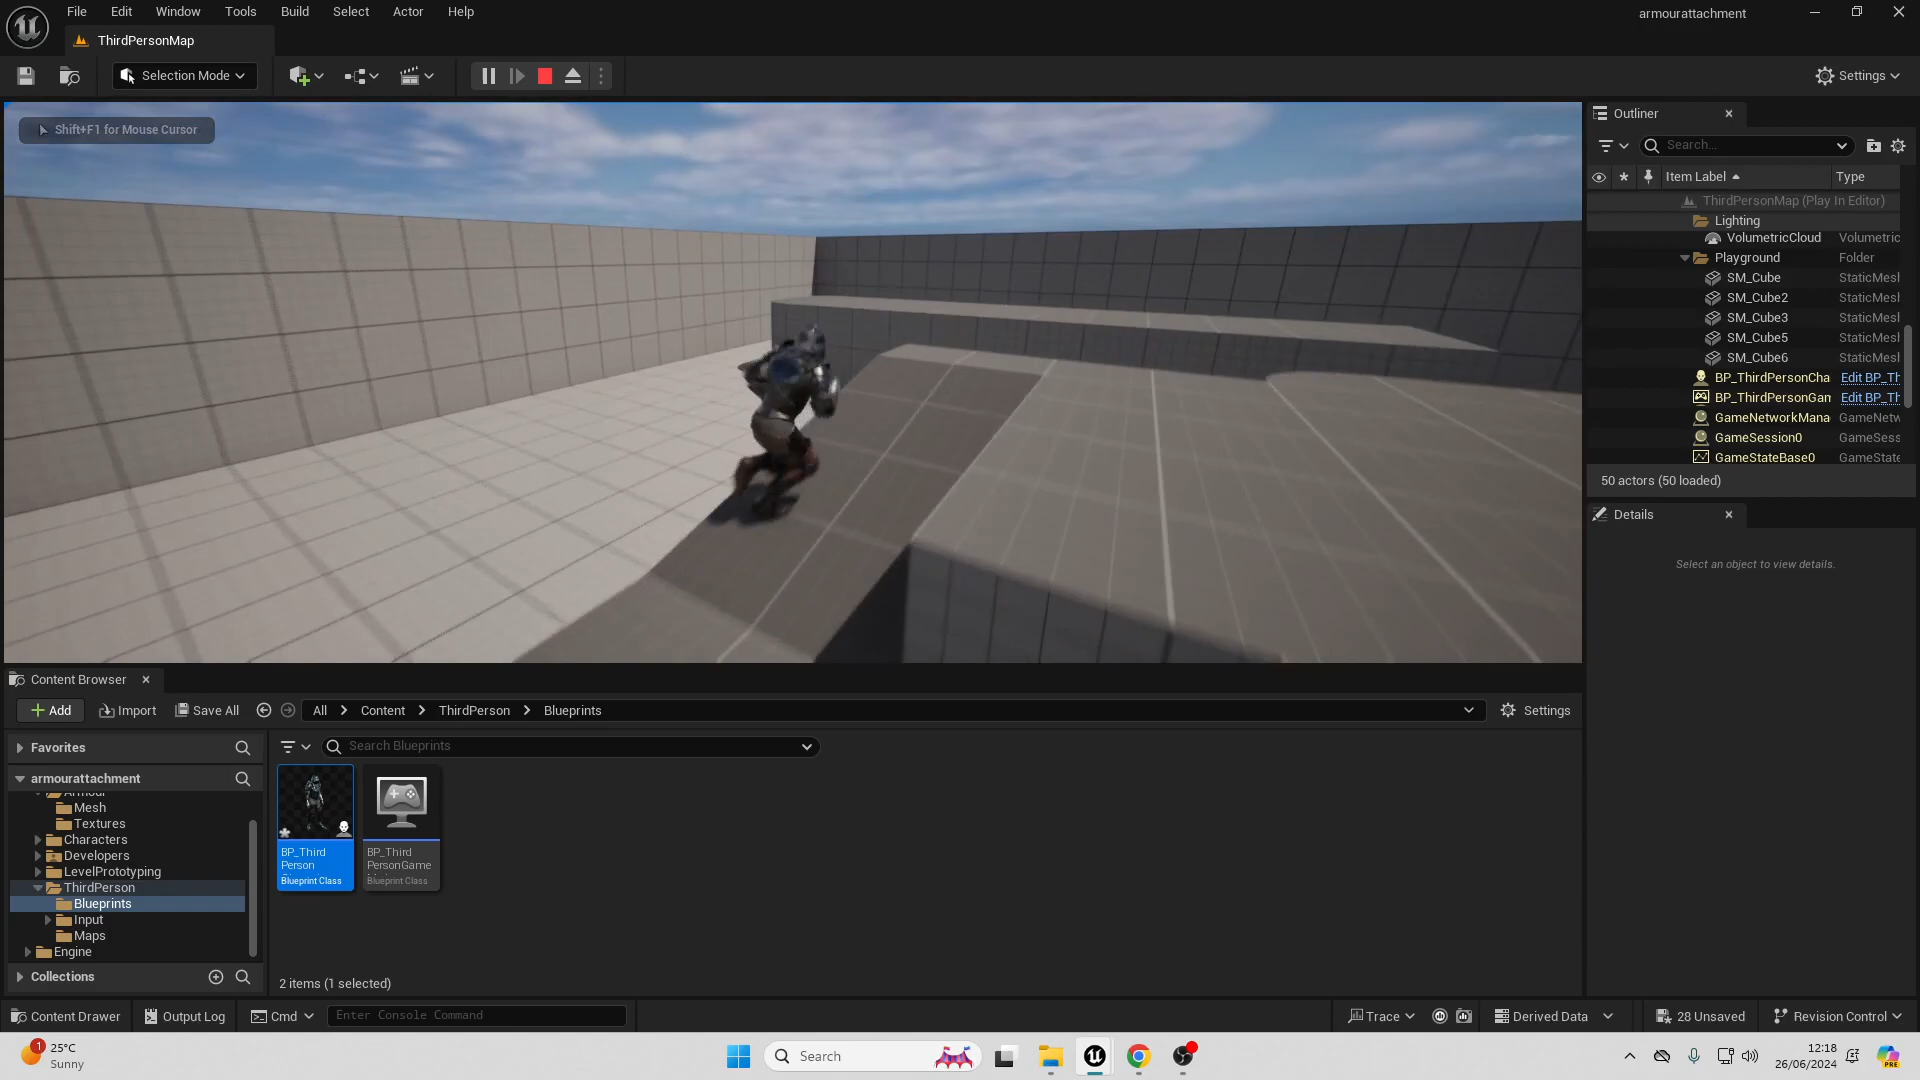 File Edit Window Tools Build Select Actor Help
armourattachment
ThirdPersonMap
Selection Mode
Settings
Shift+F1 for Mouse Cursor
Outliner
Search...
Item Label
Type
ThirdPersonMap (Play In Editor)
Lighting
VolumetricCloud Volumetric
Playground Folder
SM_Cube StaticMesl
SM_Cube2 StaticMesl
SM_Cube3 StaticMesl
SM_Cube5 StaticMesl
SM_Cube6 StaticMesl
BP_ThirdPersonCha Edit BP_Th
BP_ThirdPersonGam Edit BP_Th
GameNetworkMana GameNetw
GameSession0 GameSess
GameStateBase0 GameState
50 actors (50 loaded)
Details
Select an object to view details.
Content Browser
Add Import Save All All Content ThirdPerson Blueprints Settings
Favorites
Search Blueprints
armourattachment
Mesh
Textures
Characters
Developers
LevelPrototyping
ThirdPerson
Blueprints
Input
Maps
Engine
Collections
BP_Third
Person
Blueprint Class
BP_Third
PersonGame
Blueprint Class
2 items (1 selected)
Content Drawer Output Log Cmd Enter Console Command Trace Derived Data 28 Unsaved Revision Control
1
25°C
Sunny
Search
12:18
26/06/2024
PRE